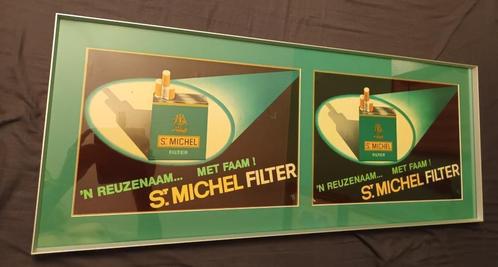 St. MICHEL
FILTER
'N REUZENAAM... MET FAAM !
St. MICHEL FILTER
St. MICHEL
FILTER
'N REUZENAAM... MET FAAM !
St. MICHEL FILTER